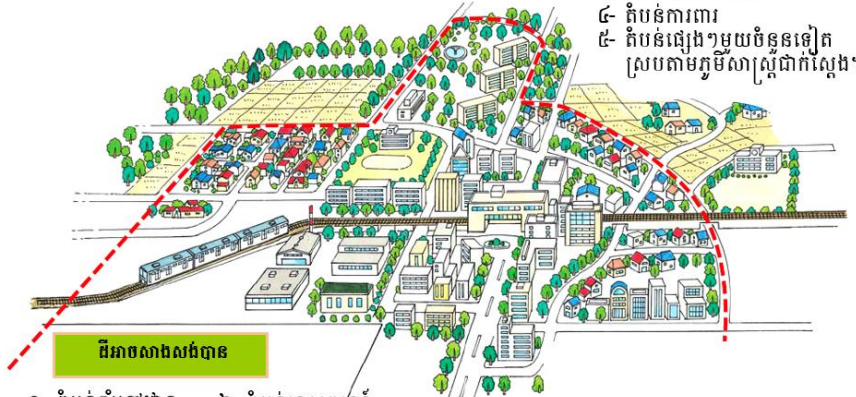 ៤- តំបន់ការពារ
៥- តំបន់ផ្សេងៗមួយចំនួនទៀត
ស្របតាមភូមិសាស្ត្រជាក់ស្តែង។
ដីអាចសាងសង់បាន